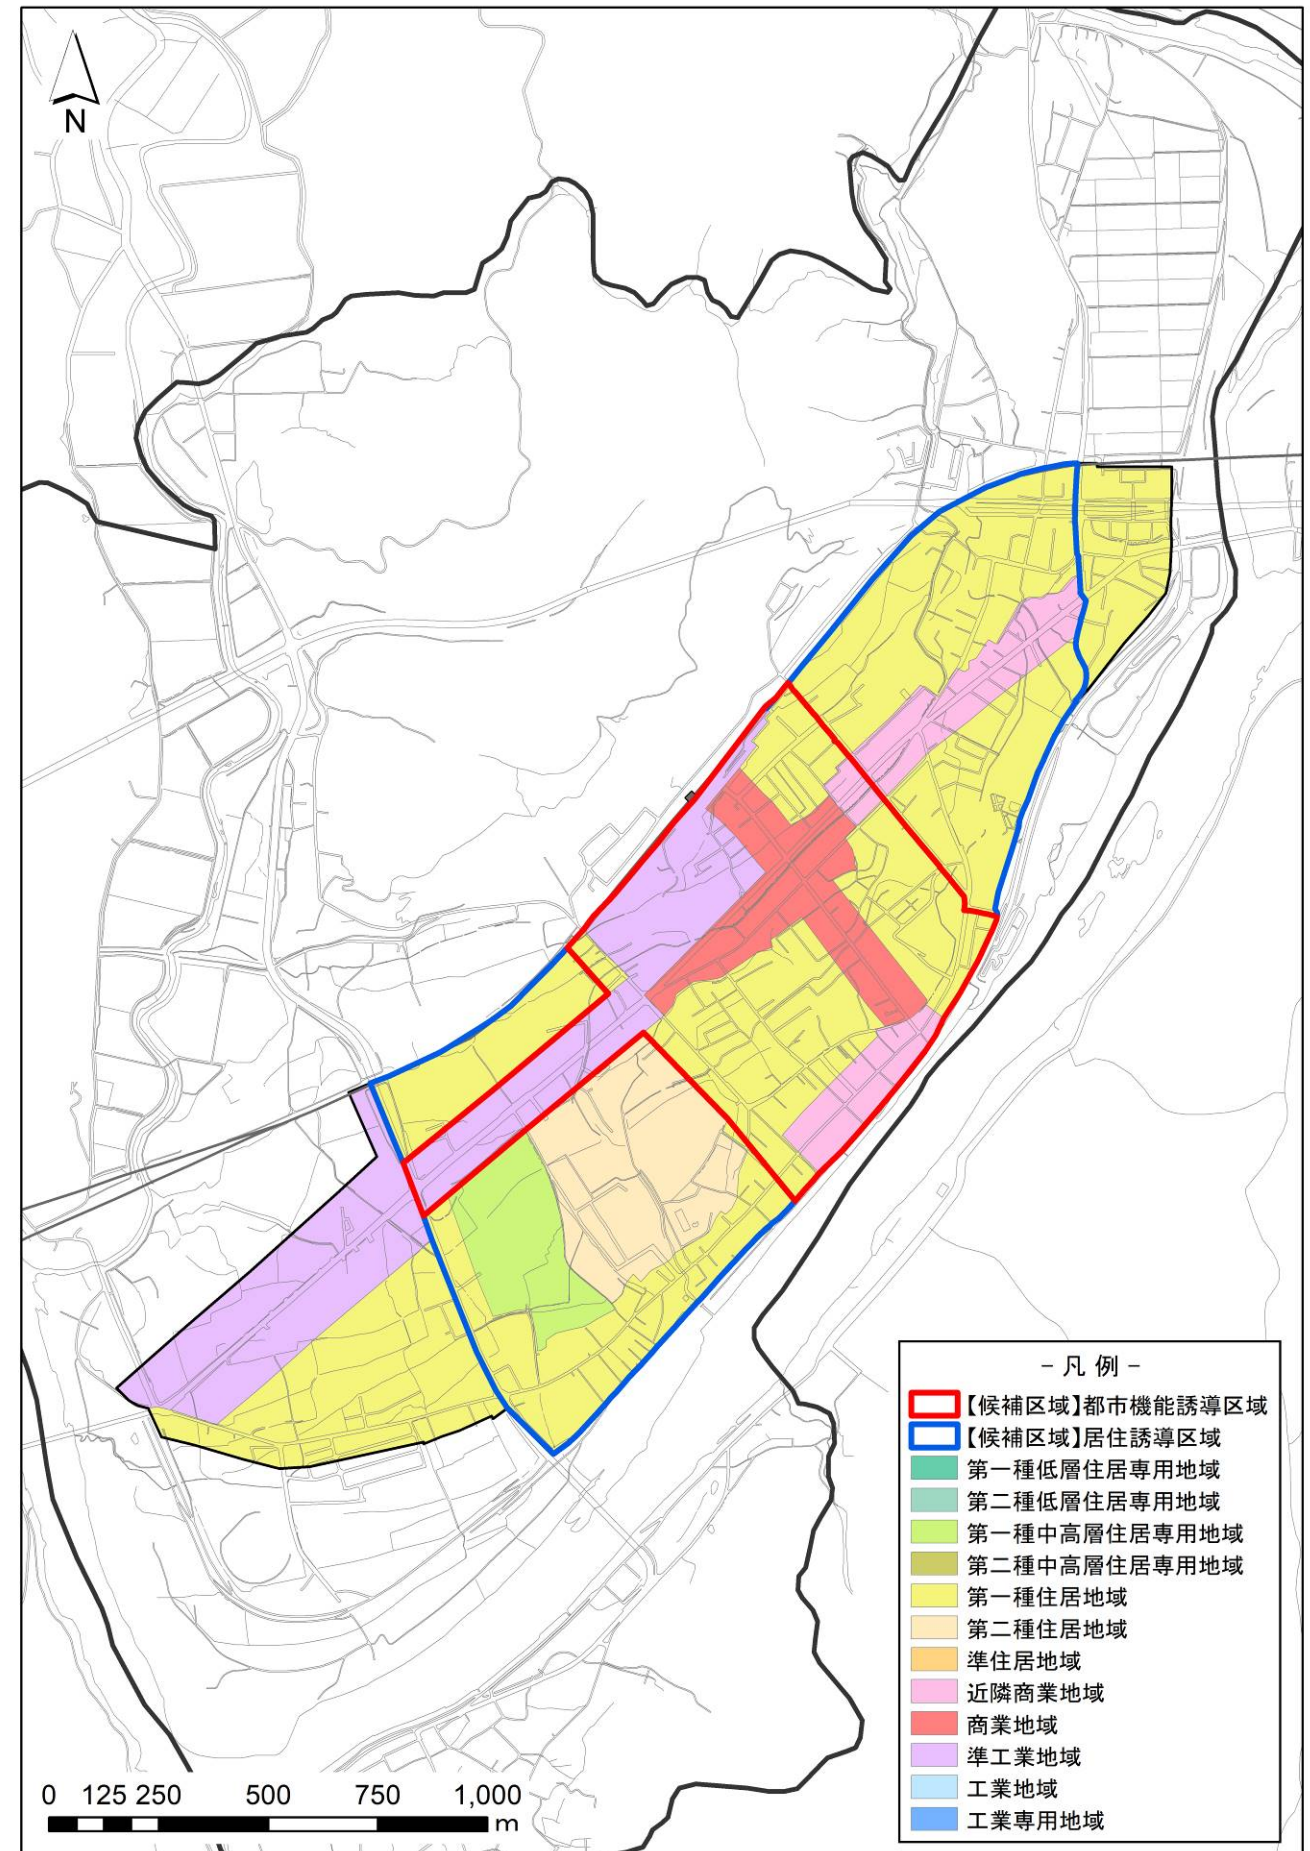 N
- 凡 例 -
【候補区域】都市機能誘導区域
【候補区域】居住誘導区域
第一種低層住居専用地域
第二種低層住居専用地域
第一種中高層住居専用地域
第二種中高層住居専用地域
第一種住居地域
第二種住居地域
準住居地域
近隣商業地域
商業地域
準工業地域
工業地域
工業専用地域
0 125 250 500 750 1,000
m